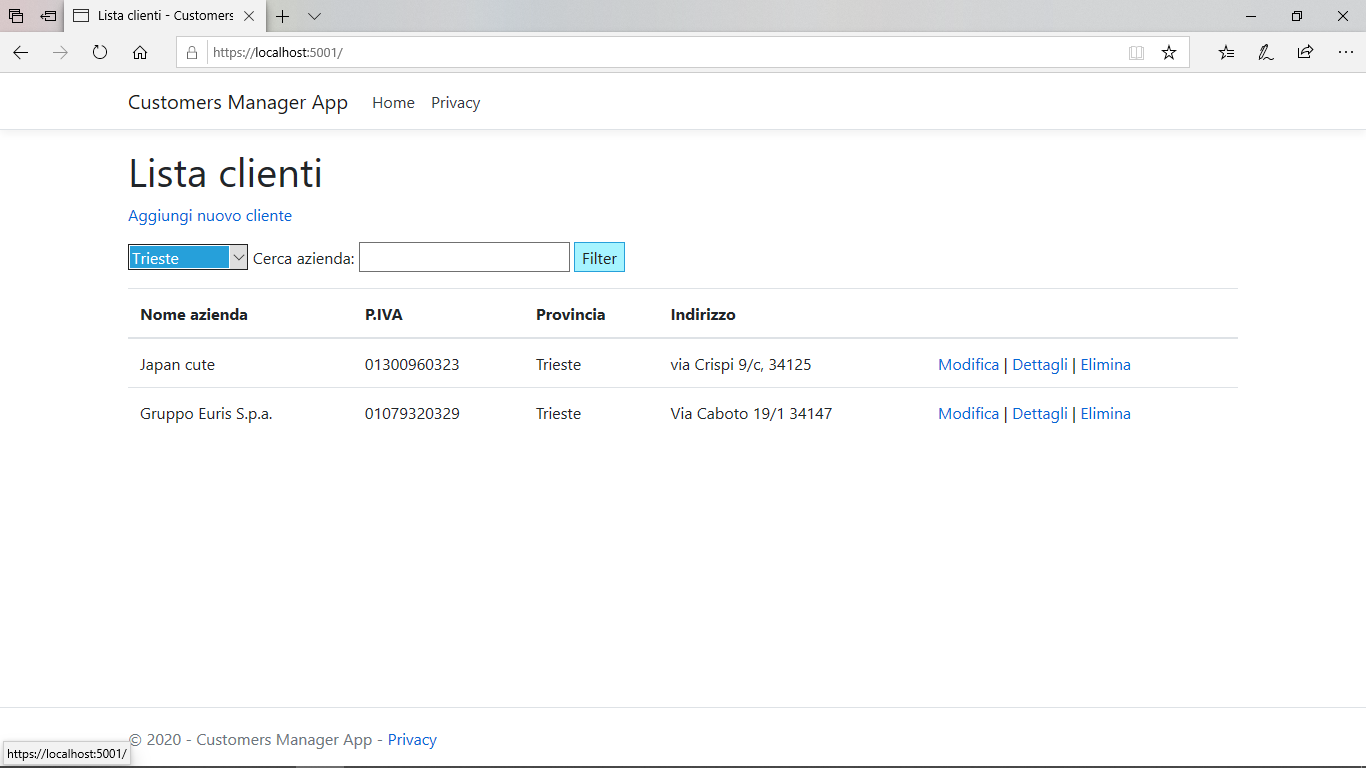 Lista clienti - Customers
https://localhost:5001/
Customers Manager App Home Privacy
Lista clienti
Aggiungi nuovo cliente
Trieste Cerca azienda: Filter
Nome azienda P.IVA Provincia Indirizzo
Japan cute 01300960323 Trieste via Crispi 9/c, 34125 Modifica | Dettagli | Elimina
Gruppo Euris S.p.a. 01079320329 Trieste Via Caboto 19/1 34147 Modifica | Dettagli | Elimina
© 2020 - Customers Manager App - Privacy
https://localhost:5001/